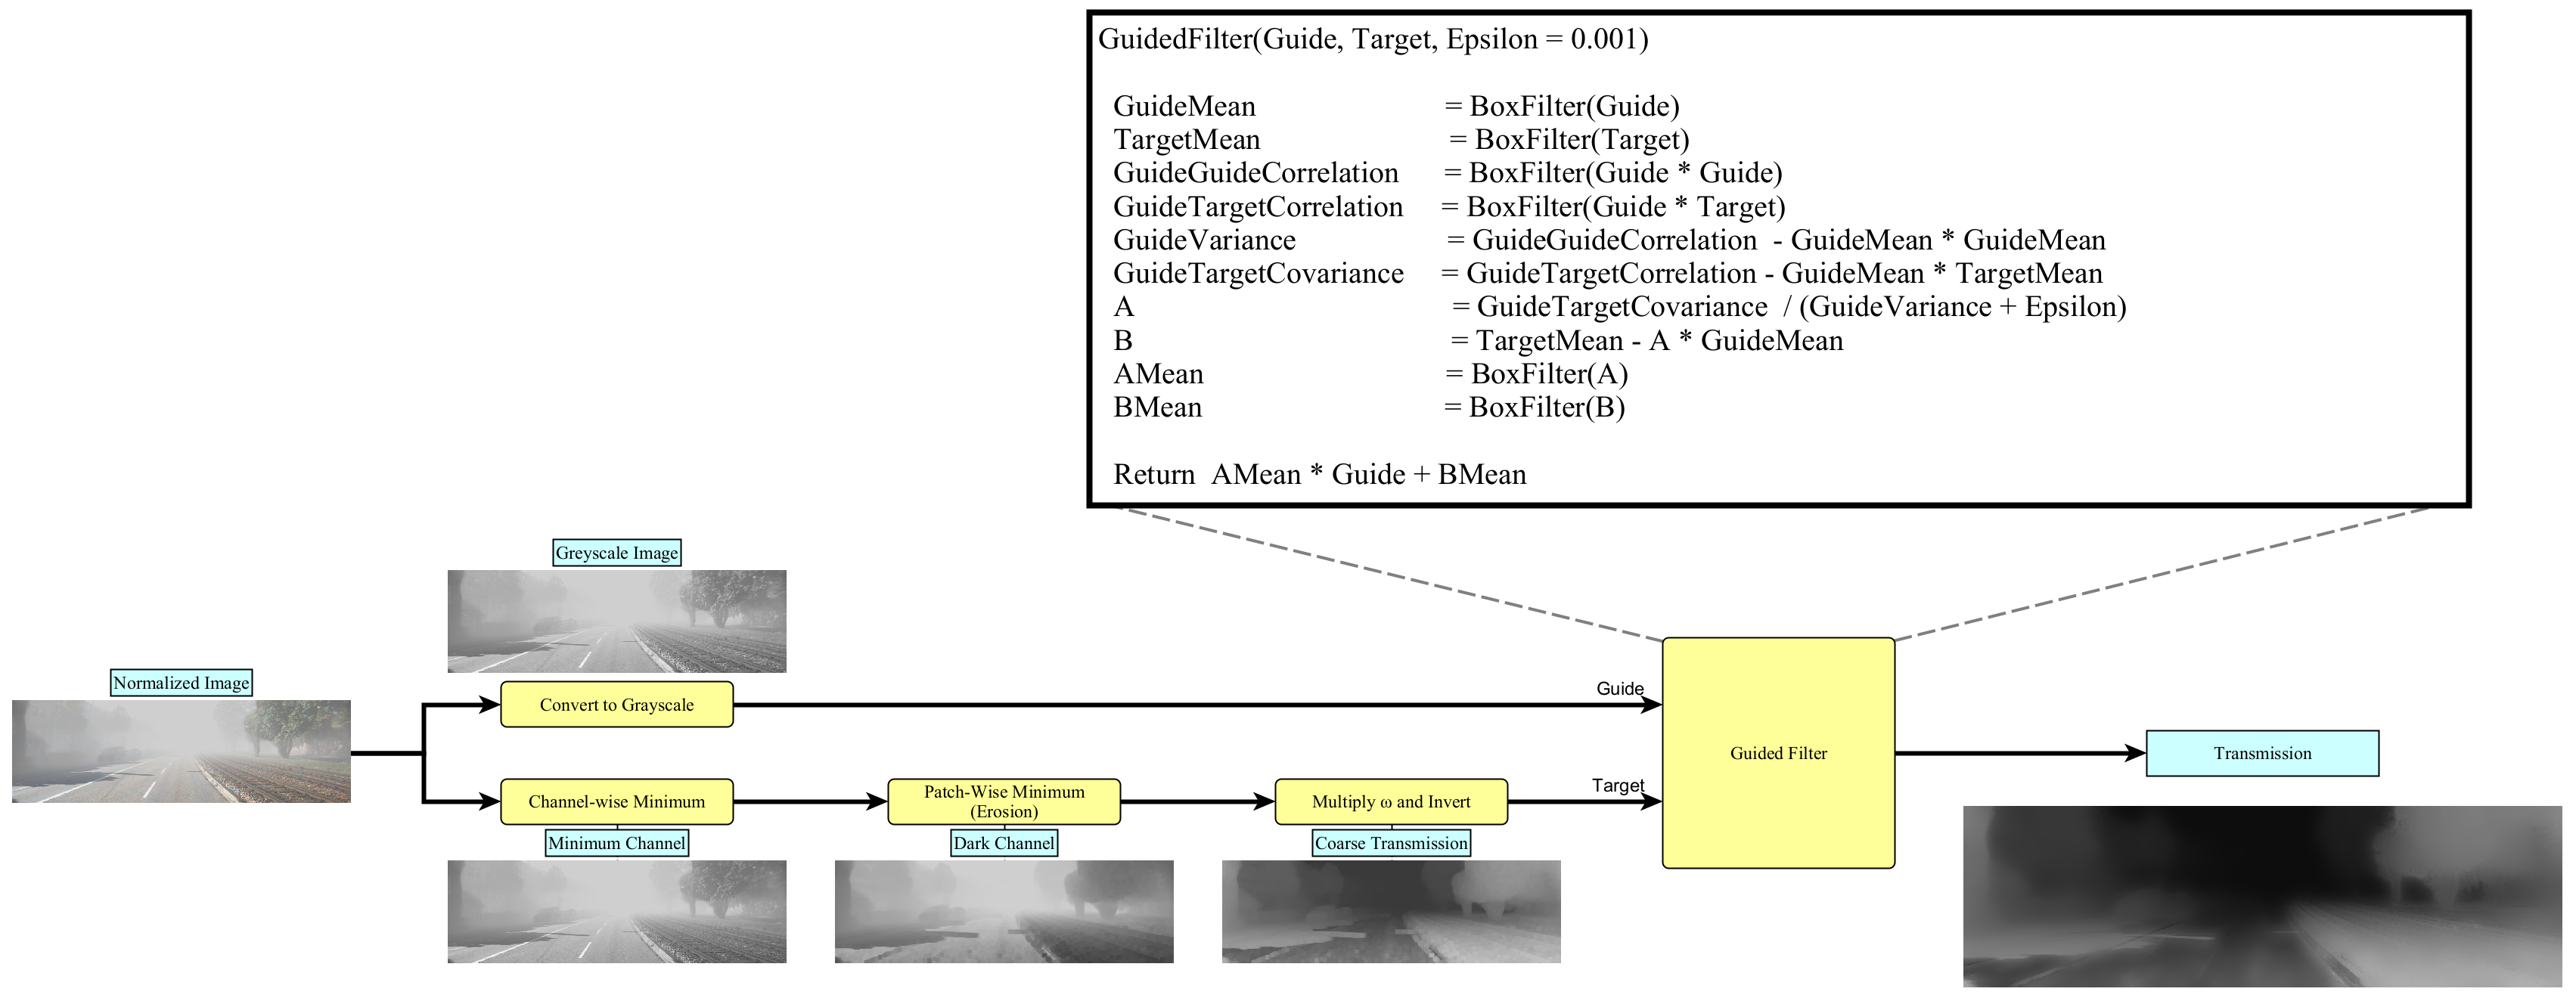 GuidedFilter(Guide, Target, Epsilon = 0.001)
GuideMean = BoxFilter(Guide)
TargetMean = BoxFilter(Target)
GuideGuideCorrelation = BoxFilter(Guide * Guide)
GuideTargetCorrelation = BoxFilter(Guide * Target)
GuideVariance = GuideGuideCorrelation - GuideMean * GuideMean
GuideTargetCovariance = GuideTargetCorrelation - GuideMean * TargetMean
A = GuideTargetCovariance / (GuideVariance + Epsilon)
B = TargetMean - A * GuideMean
AMean = BoxFilter(A)
BMean = BoxFilter(B)
Return AMean * Guide + BMean
Greyscale Image
Normalized Image
Convert to Grayscale
Guide
Channel-wise Minimum
Patch-Wise Minimum
(Erosion)
Multiply ω and Invert
Target
Guided Filter
Transmission
Minimum Channel
Dark Channel
Coarse Transmission